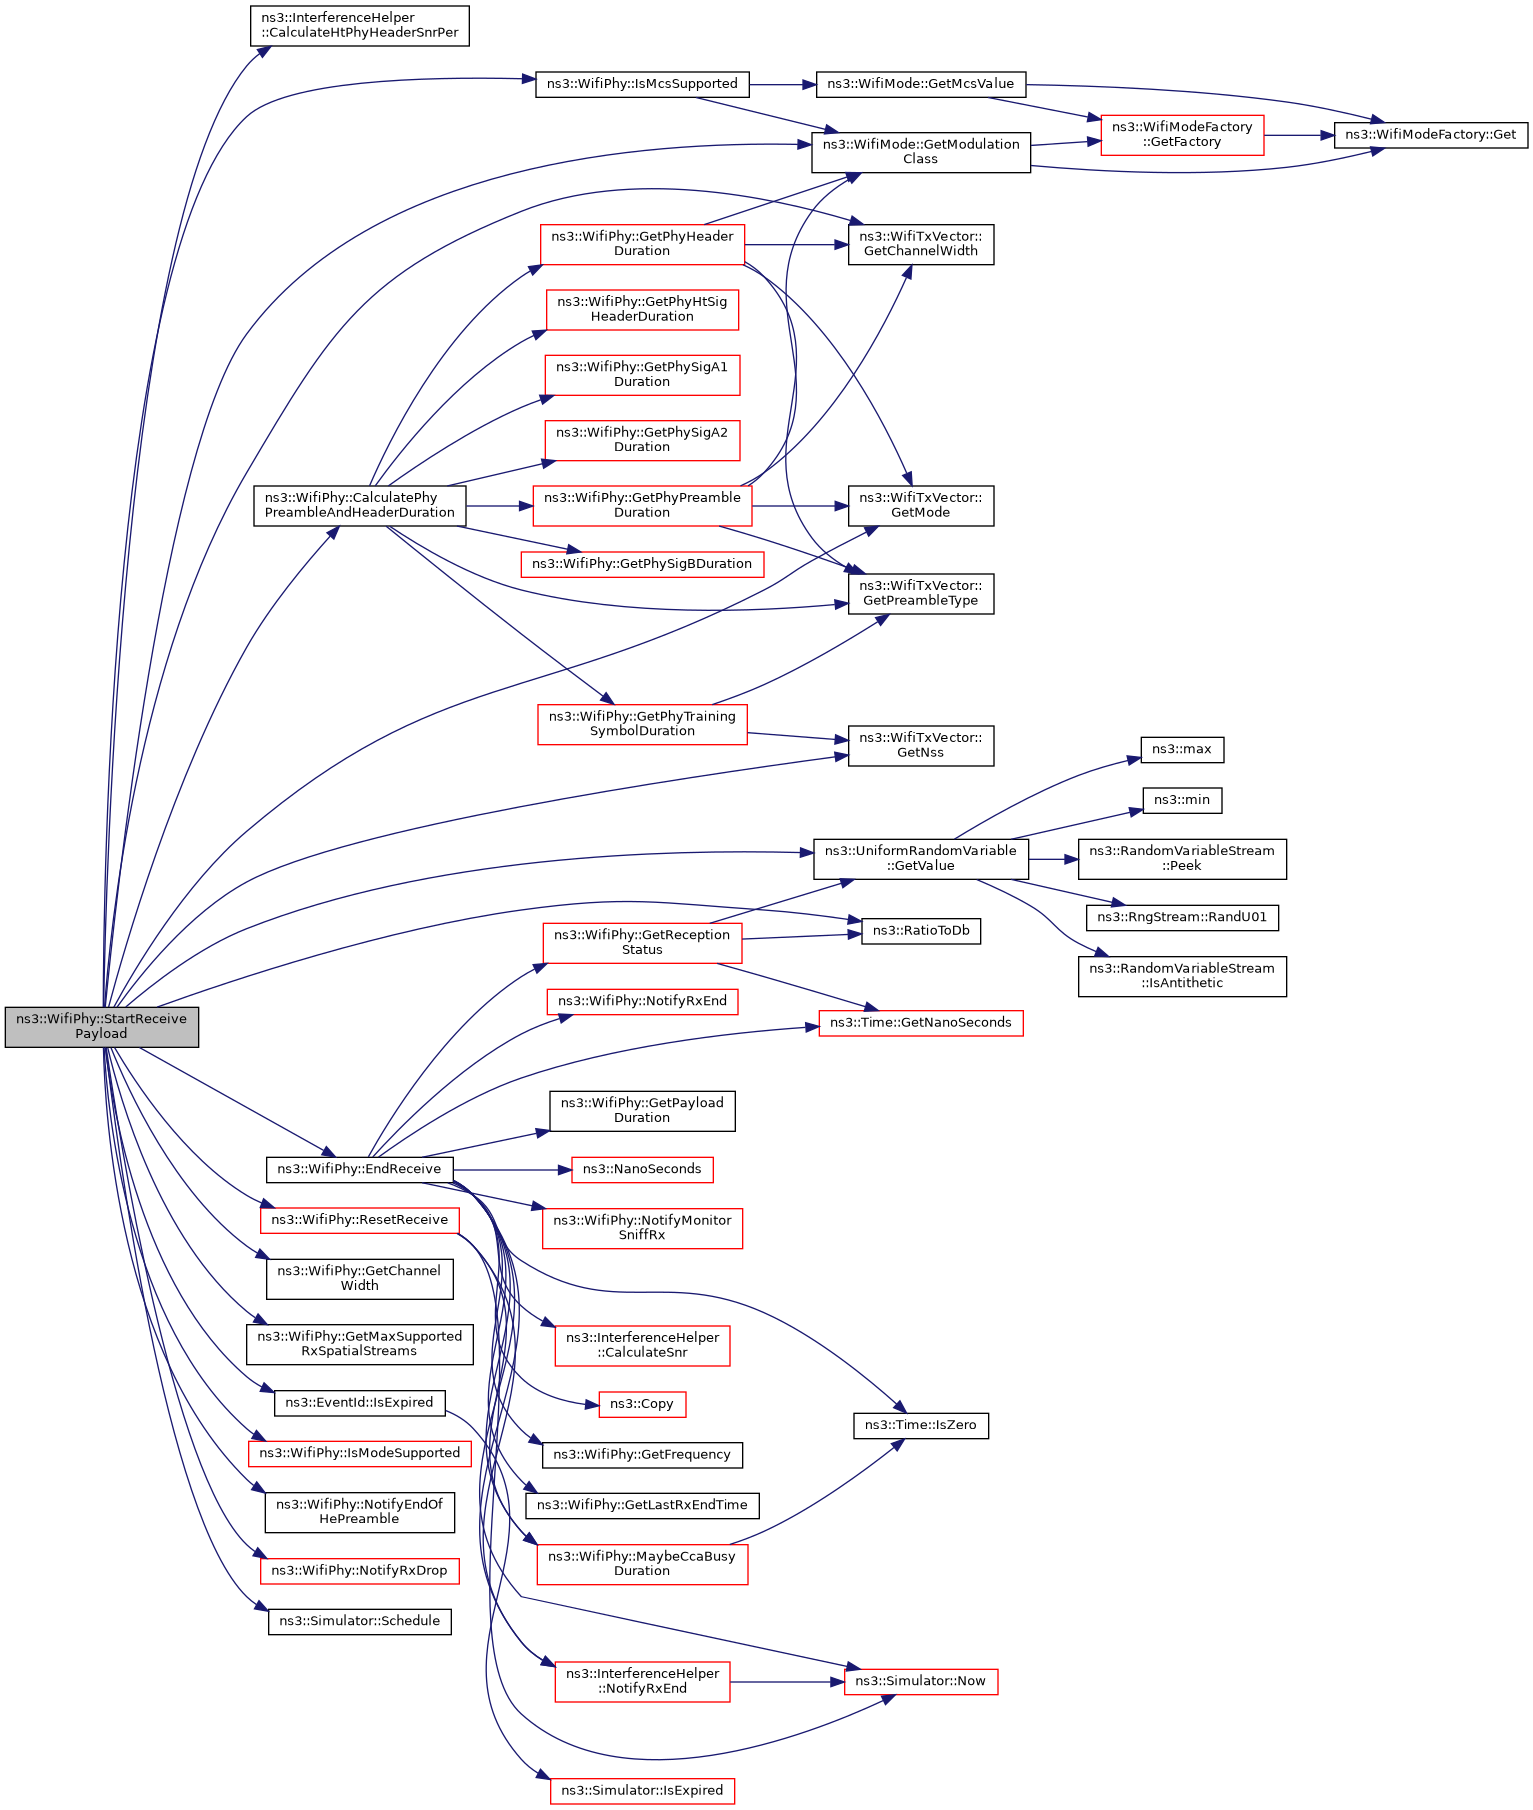 ns3::InterferenceHelper
::CalculateHtPhyHeaderSnrPer
ns3::WifiPhy::IsMcsSupported
ns3::WifiMode::GetMcsValue
ns3::WifiModeFactory
::GetFactory
ns3::WifiModeFactory::Get
ns3::WifiMode::GetModulation
Class
ns3::WifiPhy::GetPhyHeader
Duration
ns3::WifiTxVector::
GetChannelWidth
ns3::WifiPhy::GetPhyHtSig
HeaderDuration
ns3::WifiPhy::GetPhySigA1
Duration
ns3::WifiPhy::GetPhySigA2
Duration
ns3::WifiPhy::CalculatePhy
PreambleAndHeaderDuration
ns3::WifiPhy::GetPhyPreamble
Duration
ns3::WifiTxVector::
GetMode
ns3::WifiPhy::GetPhySigBDuration
ns3::WifiTxVector::
GetPreambleType
ns3::WifiPhy::GetPhyTraining
SymbolDuration
ns3::WifiTxVector::
GetNss
ns3::max
ns3::min
ns3::UniformRandomVariable
::GetValue
ns3::RandomVariableStream
::Peek
ns3::RngStream::RandU01
ns3::RandomVariableStream
::IsAntithetic
ns3::WifiPhy::GetReception
Status
ns3::RatioToDb
ns3::WifiPhy::NotifyRxEnd
ns3::Time::GetNanoSeconds
ns3::WifiPhy::StartReceive
Payload
ns3::WifiPhy::GetPayload
Duration
ns3::WifiPhy::EndReceive
ns3::NanoSeconds
ns3::WifiPhy::ResetReceive
ns3::WifiPhy::NotifyMonitor
SniffRx
ns3::WifiPhy::GetChannel
Width
ns3::WifiPhy::GetMaxSupported
RxSpatialStreams
ns3::InterferenceHelper
::CalculateSnr
ns3::EventId::IsExpired
ns3::Copy
ns3::Time::IsZero
ns3::WifiPhy::IsModeSupported
ns3::WifiPhy::GetFrequency
ns3::WifiPhy::NotifyEndOf
HePreamble
ns3::WifiPhy::GetLastRxEndTime
ns3::WifiPhy::NotifyRxDrop
ns3::WifiPhy::MaybeCcaBusy
Duration
ns3::Simulator::Schedule
ns3::InterferenceHelper
::NotifyRxEnd
ns3::Simulator::Now
ns3::Simulator::IsExpired